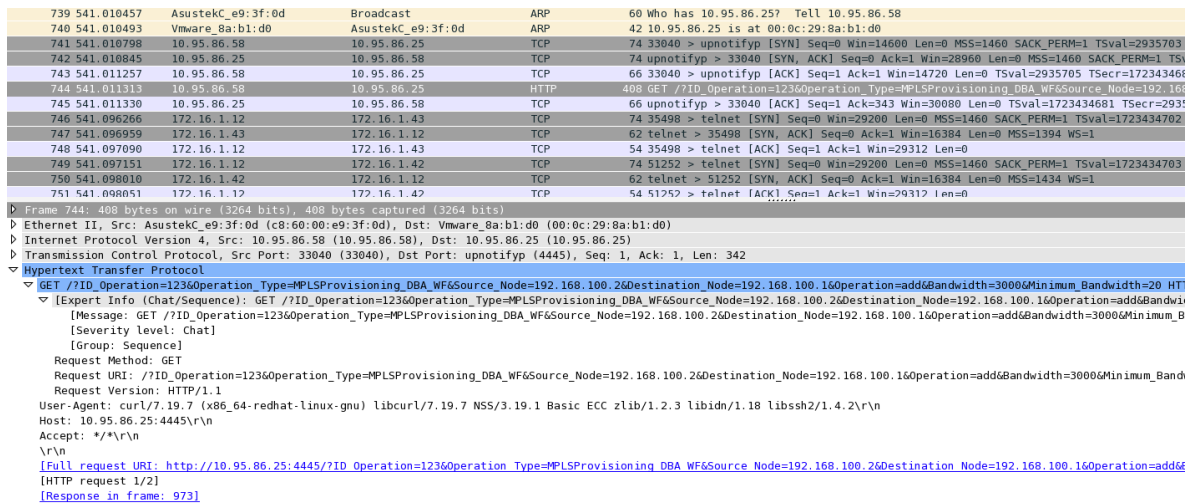 739 541.010457 AsustekC_e9:3f:0d Broadcast ARP 60 Who has 10.95.86.25? Tell 10.95.86.58
740 541.010493 Vmware_8a:b1:d0 AsustekC_e9:3f:0d ARP 42 10.95.86.25 is at 00:0c:29:8a:b1:d0
741 541.010798 10.95.86.58 10.95.86.25 TCP 74 33040 > upnotifyp [SYN] Seq=0 Win=14600 Len=0 MSS=1460 SACK_PERM=1 TSval=2935703
742 541.010845 10.95.86.25 10.95.86.58 TCP 74 upnotifyp > 33040 [SYN, ACK] Seq=0 Ack=1 Win=28960 Len=0 MSS=1460 SACK_PERM=1 TSv
743 541.011257 10.95.86.58 10.95.86.25 TCP 66 33040 > upnotifyp [ACK] Seq=1 Ack=1 Win=14720 Len=0 TSval=2935705 TSecr=172343468
744 541.011313 10.95.86.58 10.95.86.25 HTTP 408 GET /?ID_Operation=123&Operation_Type=MPLSProvisioning_DBA_WF&Source_Node=192.168
745 541.011330 10.95.86.25 10.95.86.58 TCP 66 upnotifyp > 33040 [ACK] Seq=1 Ack=343 Win=30080 Len=0 TSval=1723434681 TSecr=2935
746 541.096266 172.16.1.12 172.16.1.43 TCP 74 35498 > telnet [SYN] Seq=0 Win=29200 Len=0 MSS=1460 SACK_PERM=1 TSval=1723434702
747 541.096959 172.16.1.43 172.16.1.12 TCP 62 telnet > 35498 [SYN, ACK] Seq=0 Ack=1 Win=16384 Len=0 MSS=1394 WS=1
748 541.097090 172.16.1.12 172.16.1.43 TCP 54 35498 > telnet [ACK] Seq=1 Ack=1 Win=29312 Len=0
749 541.097151 172.16.1.12 172.16.1.42 TCP 74 51252 > telnet [SYN] Seq=0 Win=29200 Len=0 MSS=1460 SACK_PERM=1 TSval=1723434703
750 541.098010 172.16.1.42 172.16.1.12 TCP 62 telnet > 51252 [SYN, ACK] Seq=0 Ack=1 Win=16384 Len=0 MSS=1434 WS=1
751 541.098051 172.16.1.12 172.16.1.42 TCP 54 51252 > telnet [ACK] Seq=1 Ack=1 Win=29312 Len=0
Frame 744: 408 bytes on wire (3264 bits), 408 bytes captured (3264 bits)
Ethernet II, Src: AsustekC_e9:3f:0d (c8:60:00:e9:3f:0d), Dst: Vmware_8a:b1:d0 (00:0c:29:8a:b1:d0)
Internet Protocol Version 4, Src: 10.95.86.58 (10.95.86.58), Dst: 10.95.86.25 (10.95.86.25)
Transmission Control Protocol, Src Port: 33040 (33040), Dst Port: upnotifyp (4445), Seq: 1, Ack: 1, Len: 342
Hypertext Transfer Protocol
GET /?ID_Operation=123&Operation_Type=MPLSProvisioning_DBA_WF&Source_Node=192.168.100.2&Destination_Node=192.168.100.1&Operation=add&Bandwidth=3000&Minimum_Bandwidth=20 HTT
[Expert Info (Chat/Sequence): GET /?ID_Operation=123&Operation_Type=MPLSProvisioning_DBA_WF&Source_Node=192.168.100.2&Destination_Node=192.168.100.1&Operation=add&Bandwi
[Message: GET /?ID_Operation=123&Operation_Type=MPLSProvisioning_DBA_WF&Source_Node=192.168.100.2&Destination_Node=192.168.100.1&Operation=add&Bandwidth=3000&Minimum_B
[Severity level: Chat]
[Group: Sequence]
Request Method: GET
Request URI: /?ID_Operation=123&Operation_Type=MPLSProvisioning_DBA_WF&Source_Node=192.168.100.2&Destination_Node=192.168.100.1&Operation=add&Bandwidth=3000&Minimum_Band
Request Version: HTTP/1.1
User-Agent: curl/7.19.7 (x86_64-redhat-linux-gnu) libcurl/7.19.7 NSS/3.19.1 Basic ECC zlib/1.2.3 libidn/1.18 libssh2/1.4.2\r\n
Host: 10.95.86.25:4445\r\n
Accept: */*\r\n
\r\n
[Full request URI: http://10.95.86.25:4445/?ID_Operation=123&Operation_Type=MPLSProvisioning_DBA_WF&Source_Node=192.168.100.2&Destination_Node=192.168.100.1&Operation=add&
[HTTP request 1/2]
[Response in frame: 973]